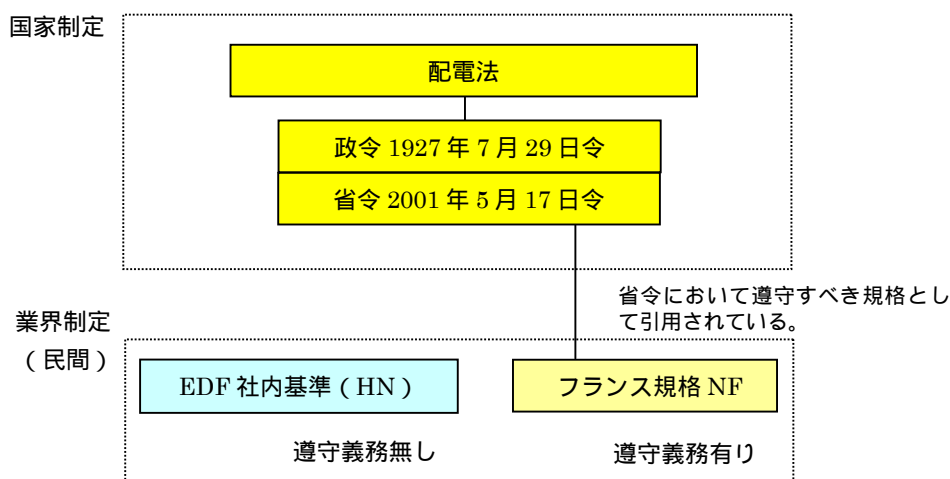 国家制定
配電法
政令 1927 年 7 月 29 日令
省令 2001 年 5 月 17 日令
省令において遵守すべき規格とし
て引用されている。
業界制定
（民間）
EDF 社内基準（HN）
フランス規格 NF
遵守義務無し
遵守義務有り